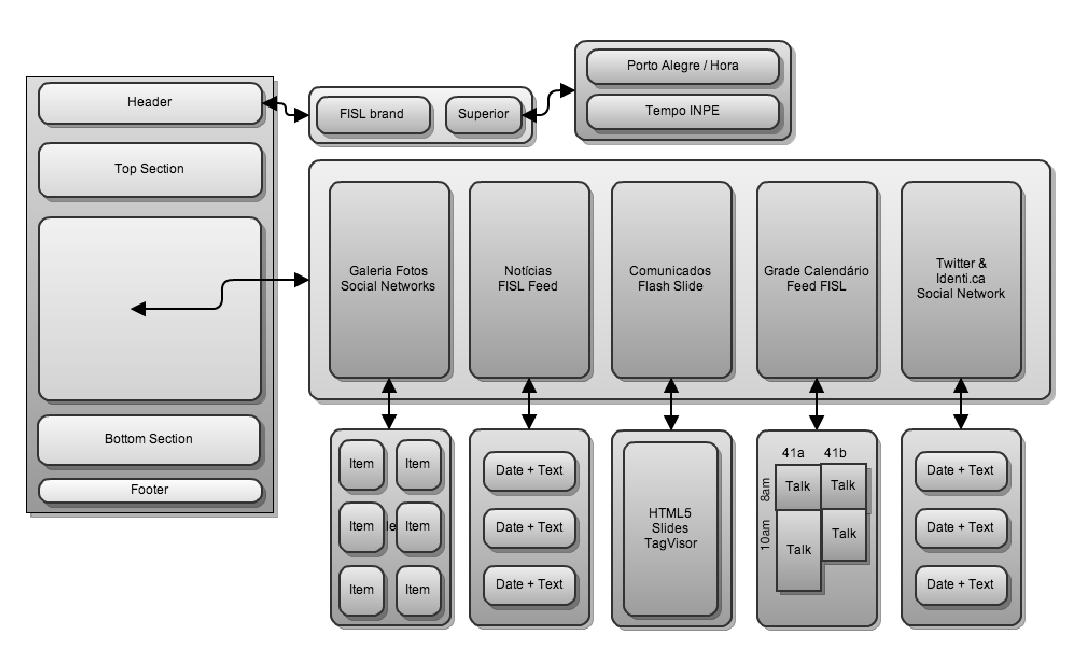 Header
Top Section
Bottom Section
Footer
FISL brand
Superior
Porto Alegre / Hora
Tempo INPE
Galeria Fotos
Social Networks
Notícias
FISL Feed
Comunicados
Flash Slide
Grade Calendário
Feed FISL
Twitter &
Identi.ca
Social Network
Item
Item
Item
le
Item
Item
Item
Date + Text
Date + Text
Date + Text
HTML5
Slides
TagVisor
41a
41b
8am
10am
Talk
Talk
Talk
Talk
Date + Text
Date + Text
Date + Text